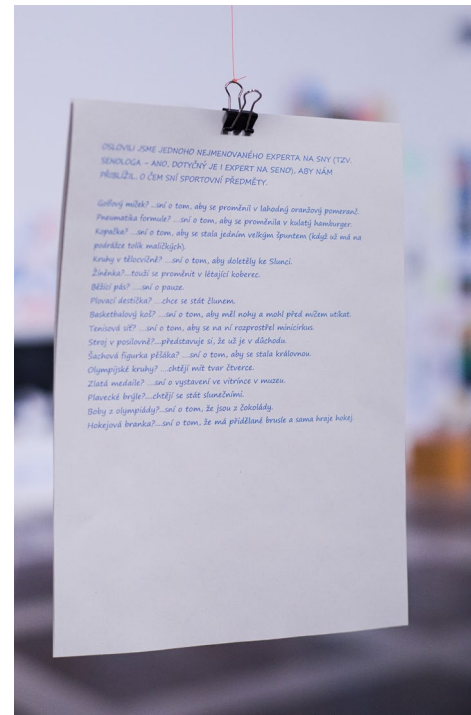 OSLOVILI JSME JEDNOHO NEJMENOVANÉHO EXPERTA NA SNY (TZV.
SENOLOGA – ANO, DOTYČNÝ JE I EXPERT NA SENO), ABY NÁM
PŘIBLÍŽIL, O ČEM SNÍ SPORTOVNÍ PŘEDMĚTY.
Golfový míček? ...sní o tom, aby se proměnil v lahodný oranžový pomeranč.
Pneumatika formule? ...sní o tom, aby se proměnila v kulatý hamburger.
Kopačka? ...sní o tom, aby se stala jedním velkým špuntem (když už má na
podrážce tolik maličkých).
Kruhy v tělocvičně? ...sní o tom, aby doletěly ke Slunci.
Žíněnka?...touží se proměnit v létající koberec.
Běžící pás? ...sní o pauze.
Plovací destička? ...chce se stát člunem.
Basketbalový koš? ...sní o tom, aby měl nohy a mohl před míčem utíkat.
Tenisová síť? ...sní o tom, aby se na ní rozprostřel minicirkus.
Stroj v posilovně?...představuje si, že už je v důchodu.
Šachová figurka pěšáka? ...sní o tom, aby se stala královnou.
Olympijské kruhy? ...chtějí mít tvar čtverce.
Zlatá medaile? ...sní o vystavení ve vitrínce v muzeu.
Plavecké brýle?...chtějí se stát slunečními.
Boby z olympiády?...sní o tom, že jsou z čokolády.
Hokejová branka?...sní o tom, že má přidělané brusle a sama hraje hokej.